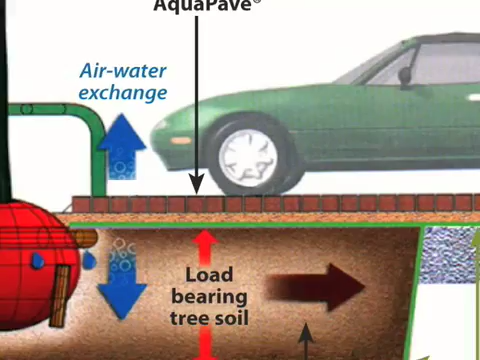 AquaPave®
Air-water
exchange
Load
bearing
tree soil